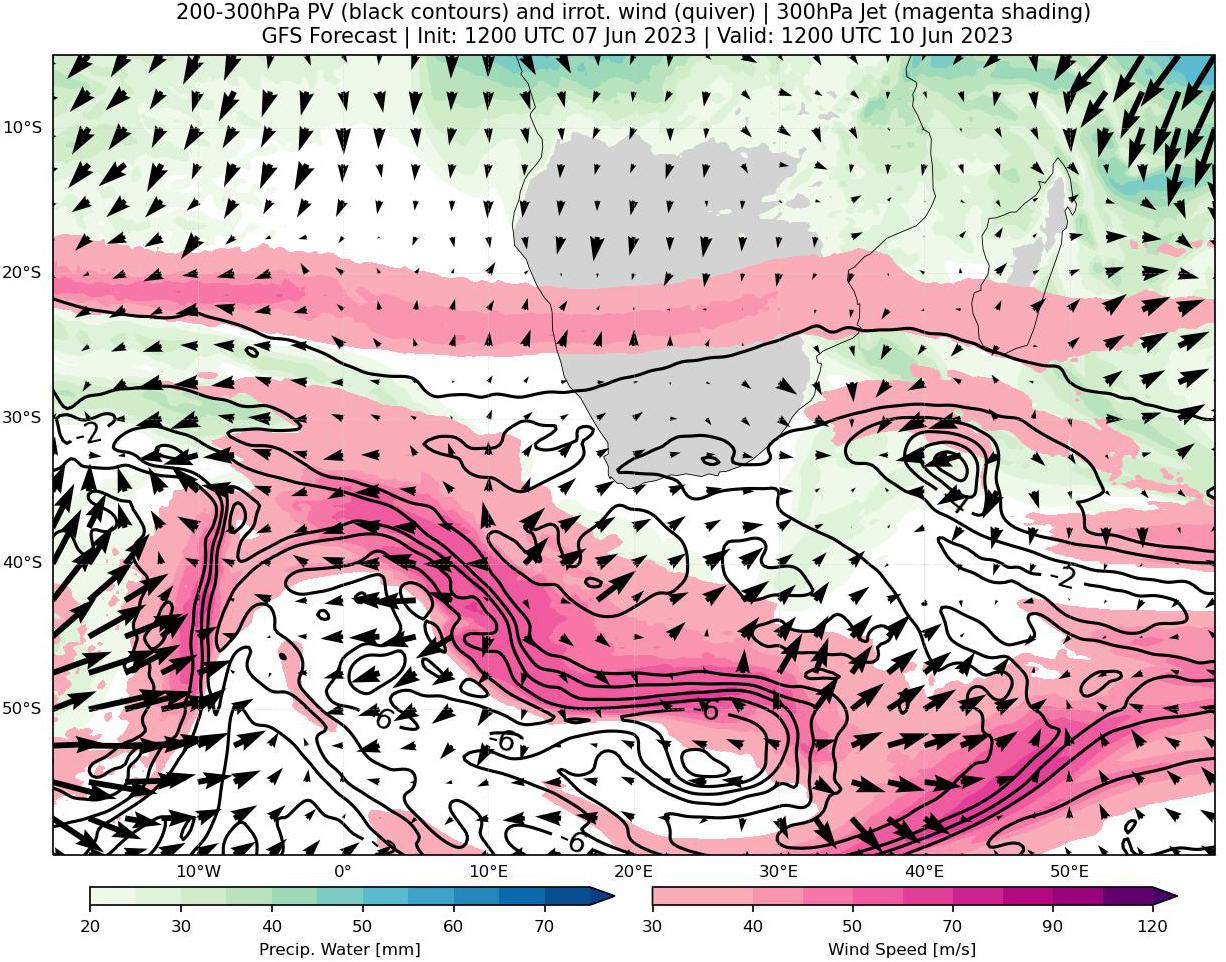 200-300hPa PV (black contours) and irrot. wind (quiver) | 300hPa Jet (magenta shading)
GFS Forecast | Init: 1200 UTC 07 Jun 2023 | Valid: 1200 UTC 10 Jun 2023
10°S
20°S
30°S
-2
40°S
-2
50°S
-6
6
-6
-6
10°W 0° 10°E 20°E 30°E 40°E 50°E
20 30 40 50 60 70
30 40 50 70 90 120
Precip. Water [mm]
Wind Speed [m/s]